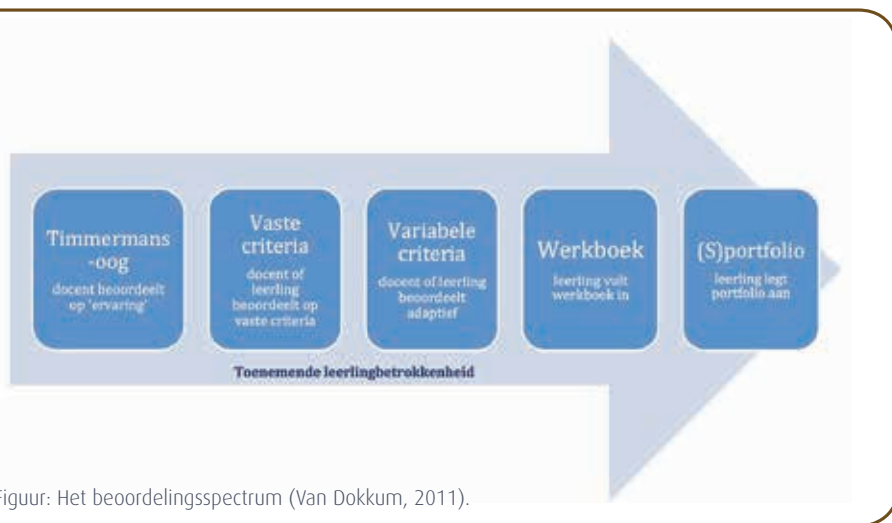 Timmermans
-oog
docent beoordeelt
op 'ervaring'
Vaste
criteria
docent of
leerling
beoordeelt op
vaste criteria
Variabele
criteria
docent of leerling
beoordeelt
adaptief
Werkboek
leerling vult
werkboek in
(S)portfolio
leerling legt
portfolio aan
Toenemende leerlingbetrokkenheid
Figuur: Het beoordelingsspectrum (Van Dokkum, 2011).